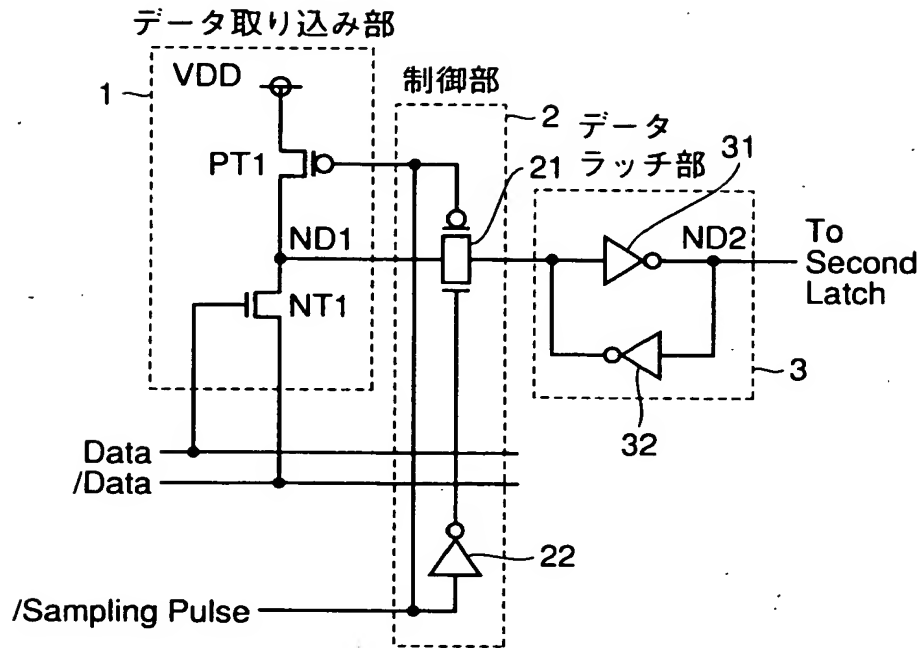 データ取り込み部
1
VDD
PT1
ND1
NT1
制御部
2
21
データ
ラッチ部
31
ND2
To
Second
Latch
3
32
Data
/Data
22
/Sampling Pulse